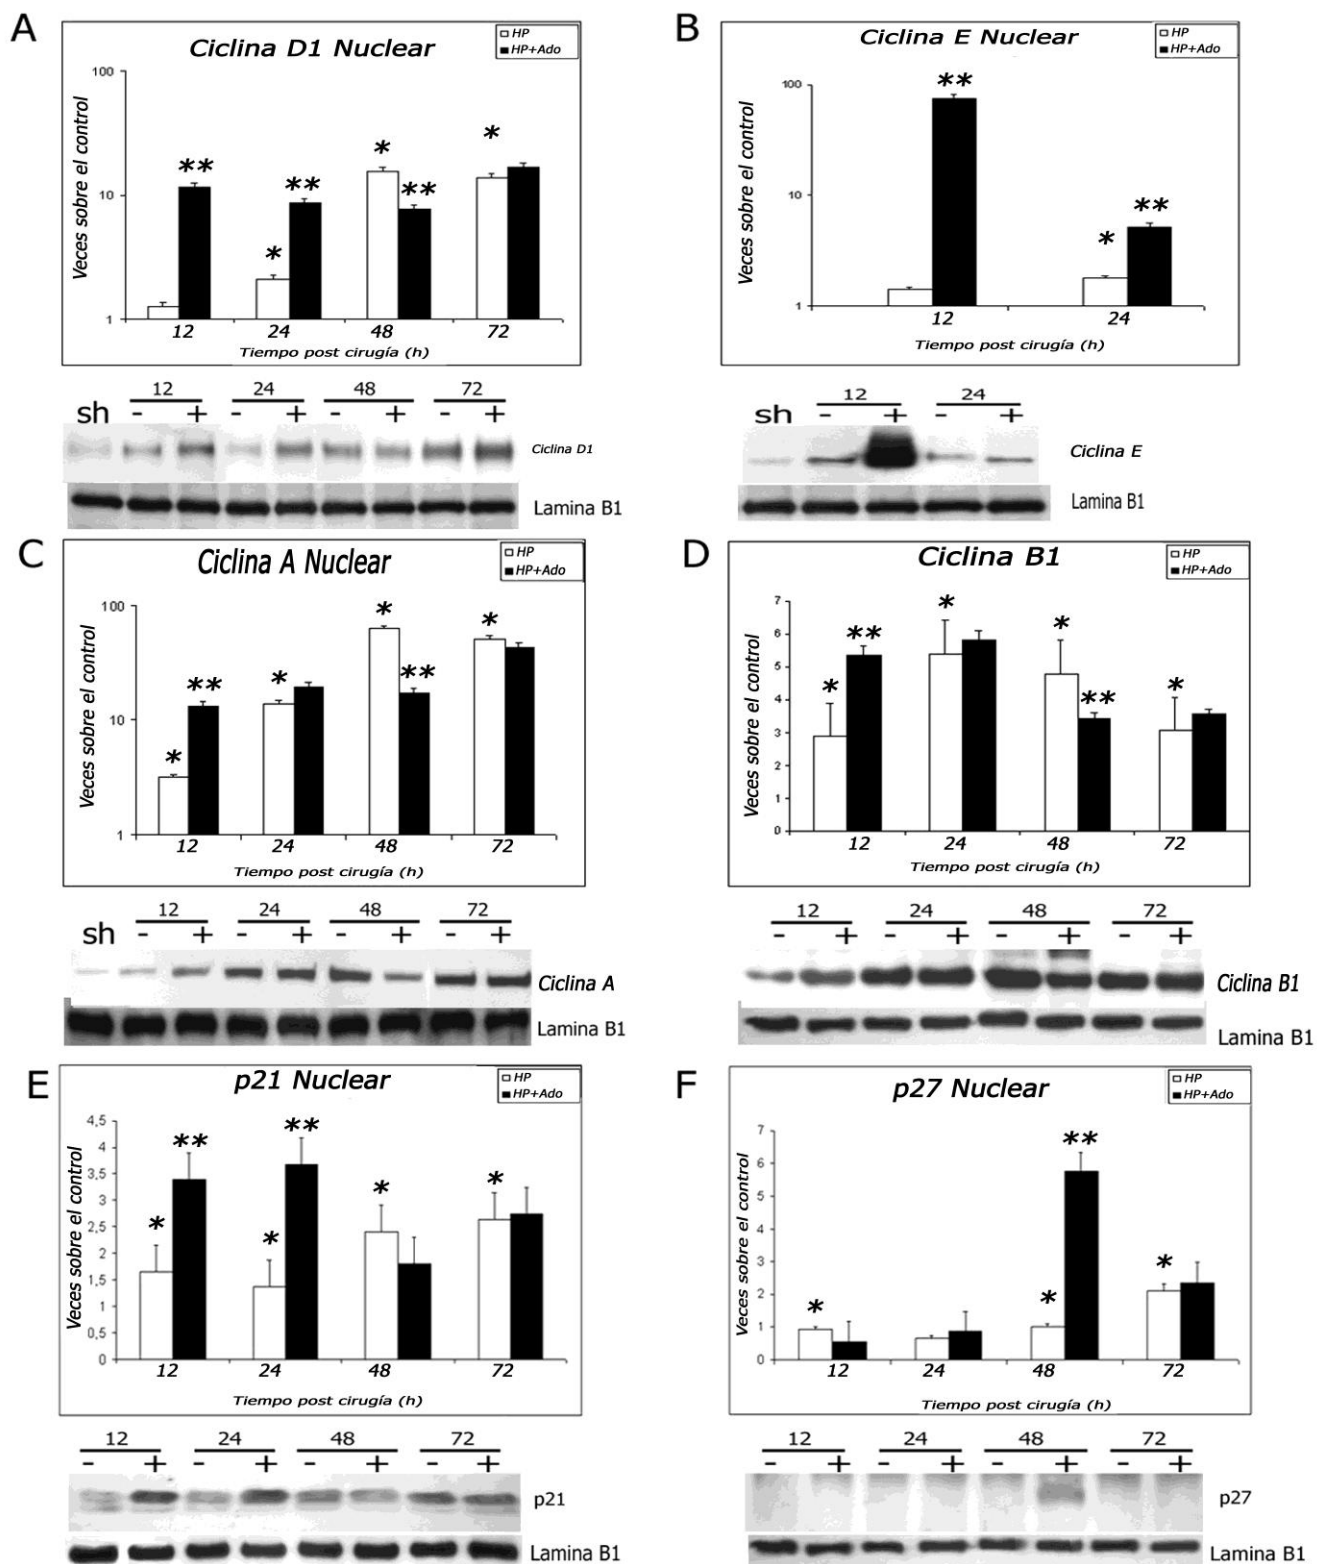 A
Ciclina D1 Nuclear
HP
HP+Ado
Veces sobre el control
100
10
1
**
**
*
*
**
*
12 24 48 72
Tiempo post cirugía (h)
12 24 48 72
sh - + - + - + - +
Ciclina D1
Lamina B1
B
Ciclina E Nuclear
HP
HP+Ado
Veces sobre el control
100
10
1
**
*
**
12 24
Tiempo post cirugía (h)
12 24
sh - + - +
Ciclina E
Lamina B1
C
Ciclina A Nuclear
HP
HP+Ado
Veces sobre el control
100
10
1
*
**
*
*
**
*
12 24 48 72
Tiempo post cirugía (h)
12 24 48 72
sh - + - + - + - +
Ciclina A
Lamina B1
D
Ciclina B1
HP
HP+Ado
Veces sobre el control
7
6
5
4
3
2
1
0
*
**
*
*
**
*
12 24 48 72
Tiempo post cirugía (h)
12 24 48 72
- + - + - + - +
Ciclina B1
Lamina B1
E
p21 Nuclear
HP
HP+Ado
Veces sobre el control
4,5
4
3,5
3
2,5
2
1,5
1
0,5
0
*
**
*
**
*
*
12 24 48 72
Tiempo post cirugía (h)
12 24 48 72
- + - + - + - +
p21
Lamina B1
F
p27 Nuclear
HP
HP+Ado
Veces sobre el control
7
6
5
4
3
2
1
0
*
*
**
*
12 24 48 72
Tiempo post cirugía (h)
12 24 48 72
- + - + - + - +
p27
Lamina B1